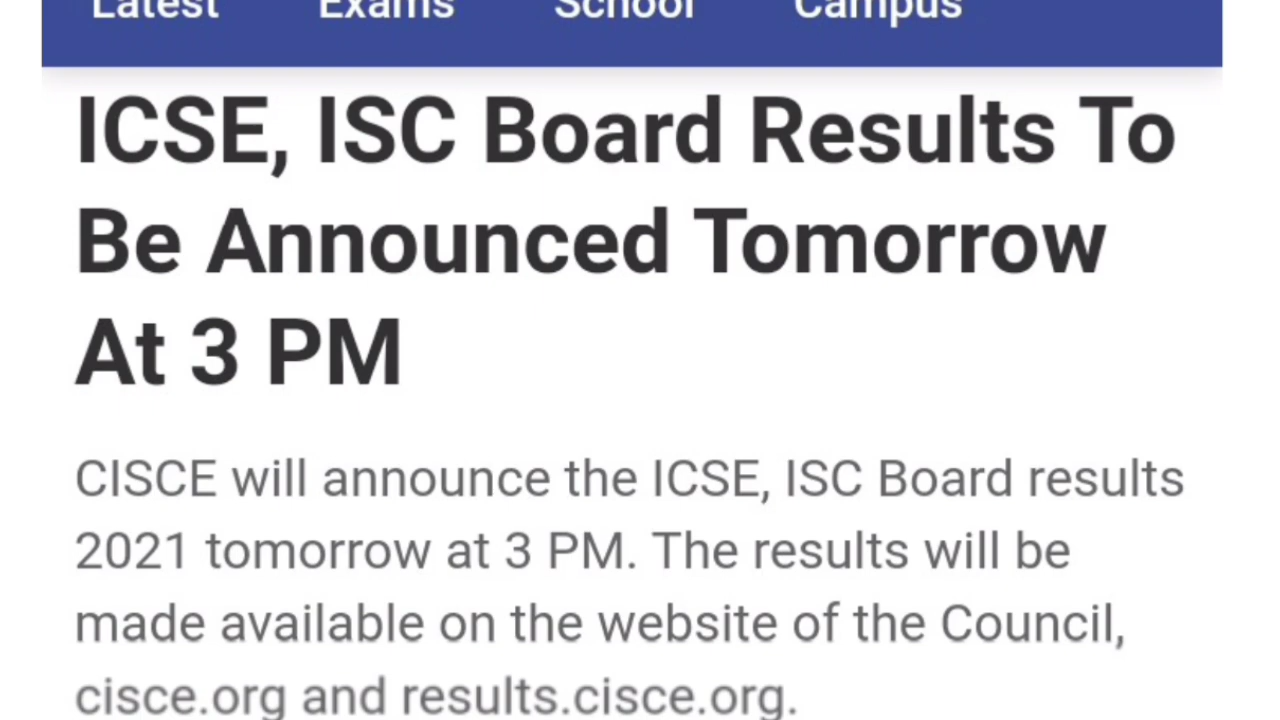 Latest Exams School Campus
ICSE, ISC Board Results To
Be Announced Tomorrow
At 3 PM
CISCE will announce the ICSE, ISC Board results
2021 tomorrow at 3 PM. The results will be
made available on the website of the Council,
cisce.org and results.cisce.org.